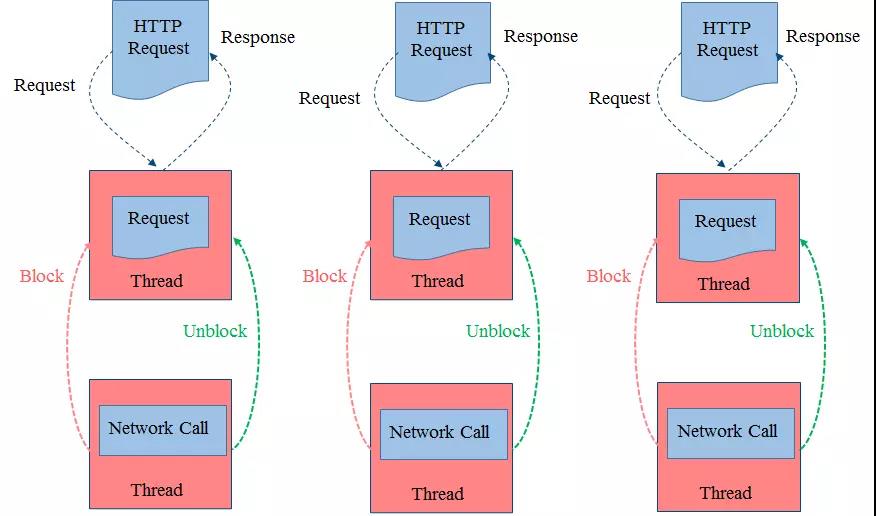 HTTP
Request
Response
Request
Request
Thread
Block
Unblock
Network Call
Thread
HTTP
Request
Response
Request
Request
Thread
Block
Unblock
Network Call
Thread
HTTP
Request
Response
Request
Request
Thread
Block
Unblock
Network Call
Thread